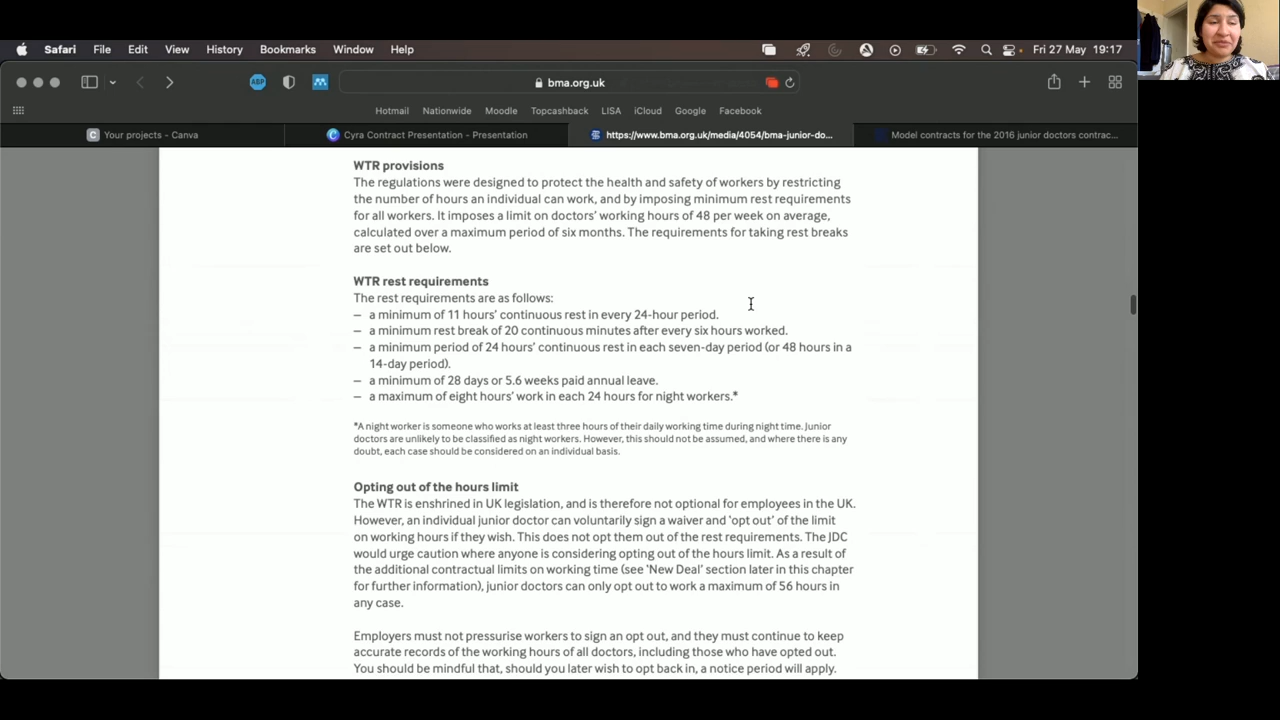 Safari File Edit View History Bookmarks Window Help Fri 27 May 19:17
ABP bma.org.uk
Hotmail Nationwide Moodle Topcashback LISA iCloud Google Facebook
C Your projects - Canva C Cyra Contract Presentation - Presentation https://www.bma.org.uk/media/4054/bma-junior-do... Model contracts for the 2016 junior doctors contrac...
WTR provisions
The regulations were designed to protect the health and safety of workers by restricting
the number of hours an individual can work, and by imposing minimum rest requirements
for all workers. It imposes a limit on doctors' working hours of 48 per week on average,
calculated over a maximum period of six months. The requirements for taking rest breaks
are set out below.
WTR rest requirements
The rest requirements are as follows:
– a minimum of 11 hours' continuous rest in every 24-hour period.
– a minimum rest break of 20 continuous minutes after every six hours worked.
– a minimum period of 24 hours' continuous rest in each seven-day period (or 48 hours in a
14-day period).
– a minimum of 28 days or 5.6 weeks paid annual leave.
– a maximum of eight hours' work in each 24 hours for night workers.*
*A night worker is someone who works at least three hours of their daily working time during night time. Junior
doctors are unlikely to be classified as night workers. However, this should not be assumed, and where there is any
doubt, each case should be considered on an individual basis.
Opting out of the hours limit
The WTR is enshrined in UK legislation, and is therefore not optional for employees in the UK.
However, an individual junior doctor can voluntarily sign a waiver and 'opt out' of the limit
on working hours if they wish. This does not opt them out of the rest requirements. The JDC
would urge caution where anyone is considering opting out of the hours limit. As a result of
the additional contractual limits on working time (see 'New Deal' section later in this chapter
for further information), junior doctors can only opt out to work a maximum of 56 hours in
any case.
Employers must not pressurise workers to sign an opt out, and they must continue to keep
accurate records of the working hours of all doctors, including those who have opted out.
You should be mindful that, should you later wish to opt back in, a notice period will apply.